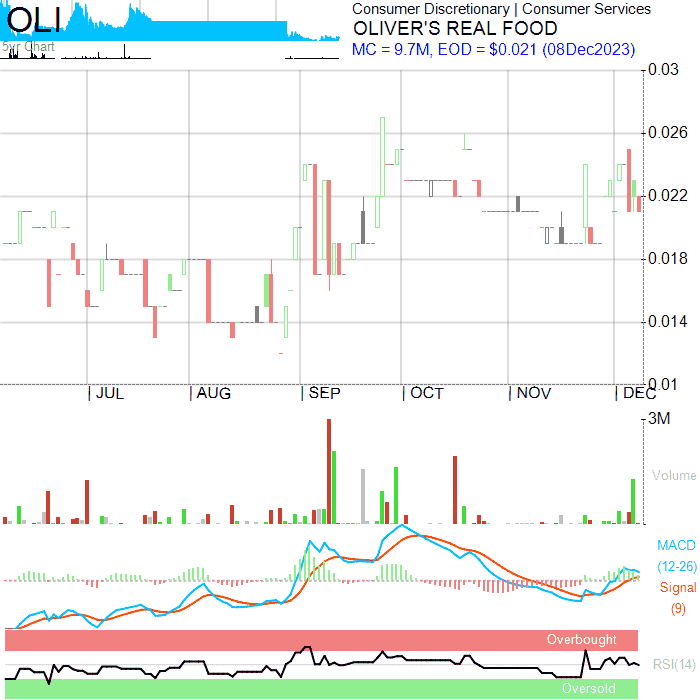 OLI
5yr Chart
Consumer Discretionary | Consumer Services
OLIVER'S REAL FOOD
MC = 9.7M, EOD = $0.021 (08Dec2023)
0.03
0.026
0.022
0.018
0.014
0.01
JUL
AUG
SEP
OCT
NOV
DEC
3M
Volume
MACD
(12-26)
Signal
(9)
Overbought
RSI(14)
Oversold